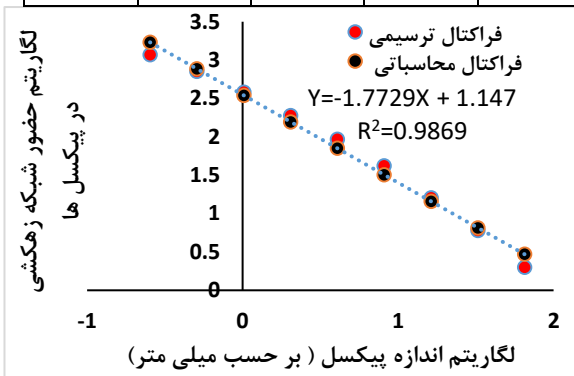 لگاریتم حضور شبکه زهکشی
در پیکسل ها
3.5
3
2.5
2
1.5
1
0.5
0
فراکتال ترسیمی
فراکتال محاسباتی
Y=-1.7729X + 1.147
R²=0.9869
-1 0 1 2
لگاریتم اندازه پیکسل ( بر حسب میلی متر)